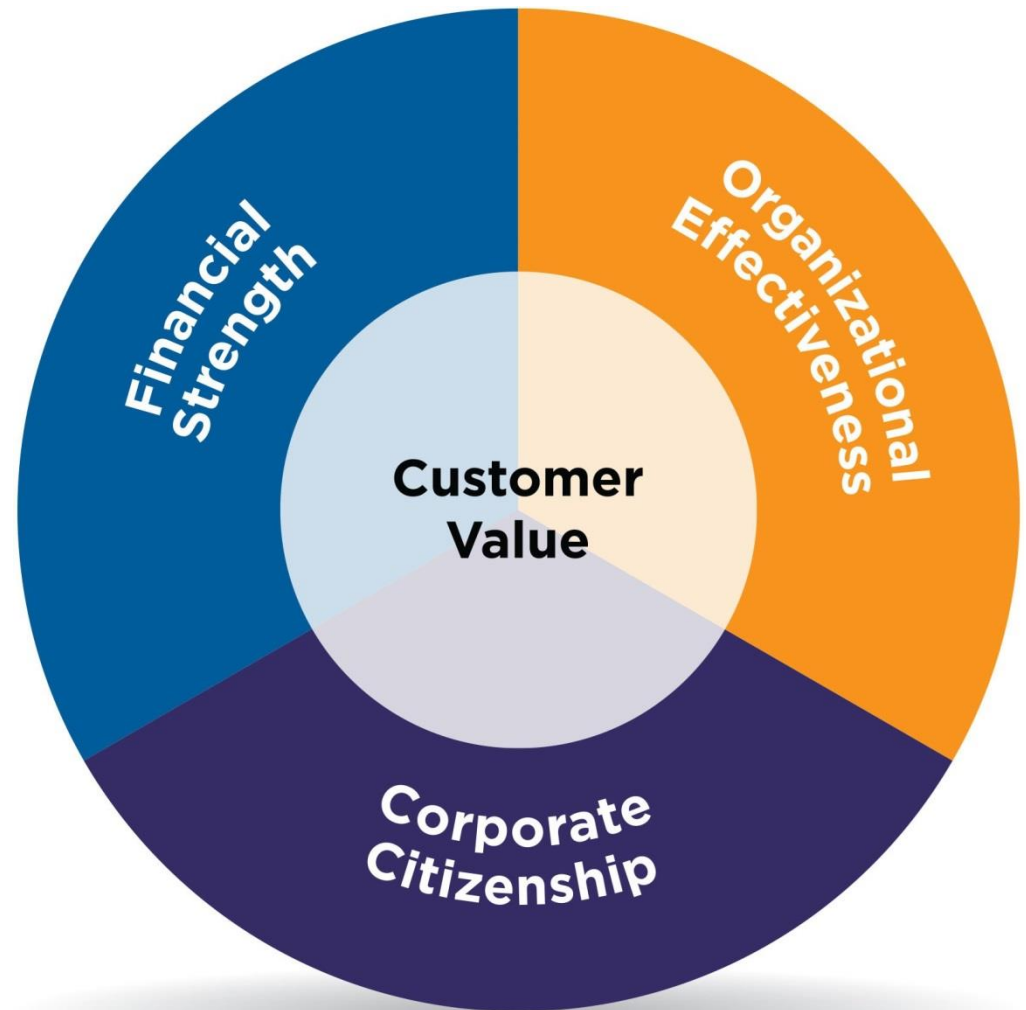 Financial
Strength
Organizational
Effectiveness
Customer
Value
Corporate
Citizenship